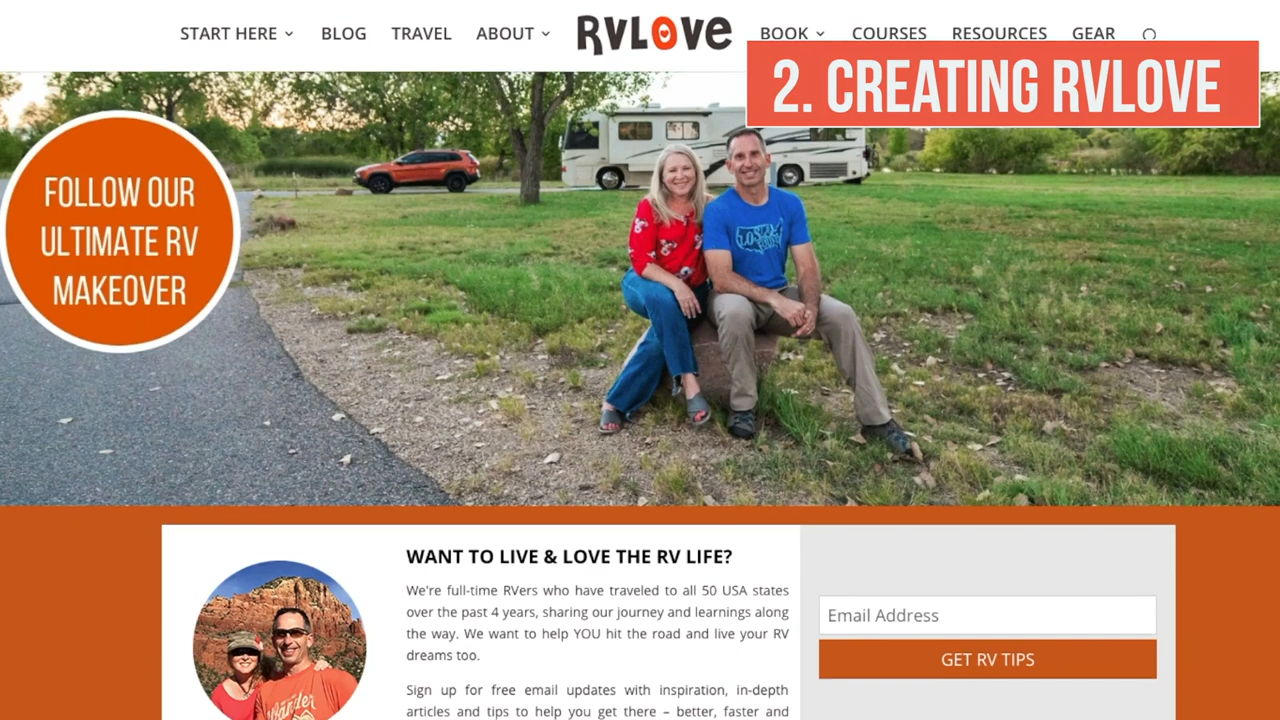 START HERE
BLOG
TRAVEL
ABOUT
RVLOVE
BOOK
COURSES
RESOURCES
GEAR
2. CREATING RVLOVE
FOLLOW OUR
ULTIMATE RV
MAKEOVER
WANT TO LIVE & LOVE THE RV LIFE?
We're full-time RVers who have traveled to all 50 USA states
over the past 4 years, sharing our journey and learnings along
the way. We want to help YOU hit the road and live your RV
dreams too.
Sign up for free email updates with inspiration, in-depth
articles and tips to help you get there – better, faster and
Email Address
GET RV TIPS